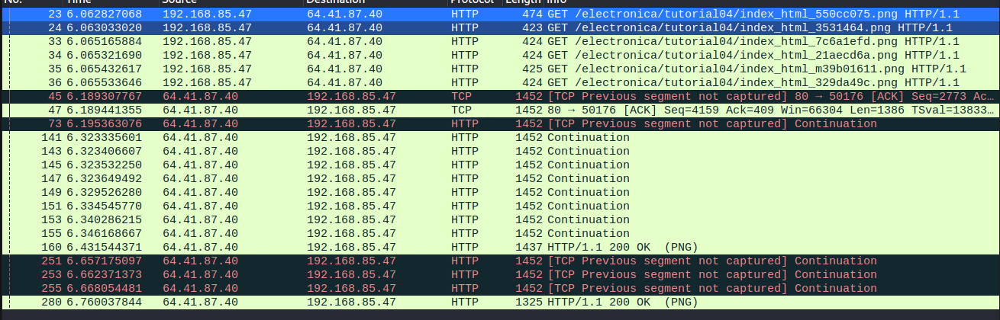 No. Time Source Destination Protocol Length Info
23 6.062827068 192.168.85.47 64.41.87.40 HTTP 474 GET /electronica/tutorial04/index_html_550cc075.png HTTP/1.1
24 6.063033020 192.168.85.47 64.41.87.40 HTTP 423 GET /electronica/tutorial04/index_html_3531464.png HTTP/1.1
33 6.065165884 192.168.85.47 64.41.87.40 HTTP 424 GET /electronica/tutorial04/index_html_7c6a1efd.png HTTP/1.1
34 6.065321690 192.168.85.47 64.41.87.40 HTTP 424 GET /electronica/tutorial04/index_html_21aecd6a.png HTTP/1.1
35 6.065432617 192.168.85.47 64.41.87.40 HTTP 425 GET /electronica/tutorial04/index_html_m39b01611.png HTTP/1.1
36 6.065533646 192.168.85.47 64.41.87.40 HTTP 424 GET /electronica/tutorial04/index_html_329da49c.png HTTP/1.1
45 6.189307767 64.41.87.40 192.168.85.47 TCP 1452 [TCP Previous segment not captured] 80 → 50176 [ACK] Seq=2773 Ac…
47 6.189441355 64.41.87.40 192.168.85.47 TCP 1452 80 → 50176 [ACK] Seq=4159 Ack=409 Win=66304 Len=1386 TSval=13833…
73 6.195363076 64.41.87.40 192.168.85.47 HTTP 1452 [TCP Previous segment not captured] Continuation
141 6.323335601 64.41.87.40 192.168.85.47 HTTP 1452 Continuation
143 6.323406607 64.41.87.40 192.168.85.47 HTTP 1452 Continuation
145 6.323532250 64.41.87.40 192.168.85.47 HTTP 1452 Continuation
147 6.323649492 64.41.87.40 192.168.85.47 HTTP 1452 Continuation
149 6.329526280 64.41.87.40 192.168.85.47 HTTP 1452 Continuation
151 6.334545770 64.41.87.40 192.168.85.47 HTTP 1452 Continuation
153 6.340286215 64.41.87.40 192.168.85.47 HTTP 1452 Continuation
155 6.346168667 64.41.87.40 192.168.85.47 HTTP 1452 Continuation
160 6.431544371 64.41.87.40 192.168.85.47 HTTP 1437 HTTP/1.1 200 OK (PNG)
251 6.657175097 64.41.87.40 192.168.85.47 HTTP 1452 [TCP Previous segment not captured] Continuation
253 6.662371373 64.41.87.40 192.168.85.47 HTTP 1452 [TCP Previous segment not captured] Continuation
255 6.668054481 64.41.87.40 192.168.85.47 HTTP 1452 [TCP Previous segment not captured] Continuation
280 6.760037844 64.41.87.40 192.168.85.47 HTTP 1325 HTTP/1.1 200 OK (PNG)